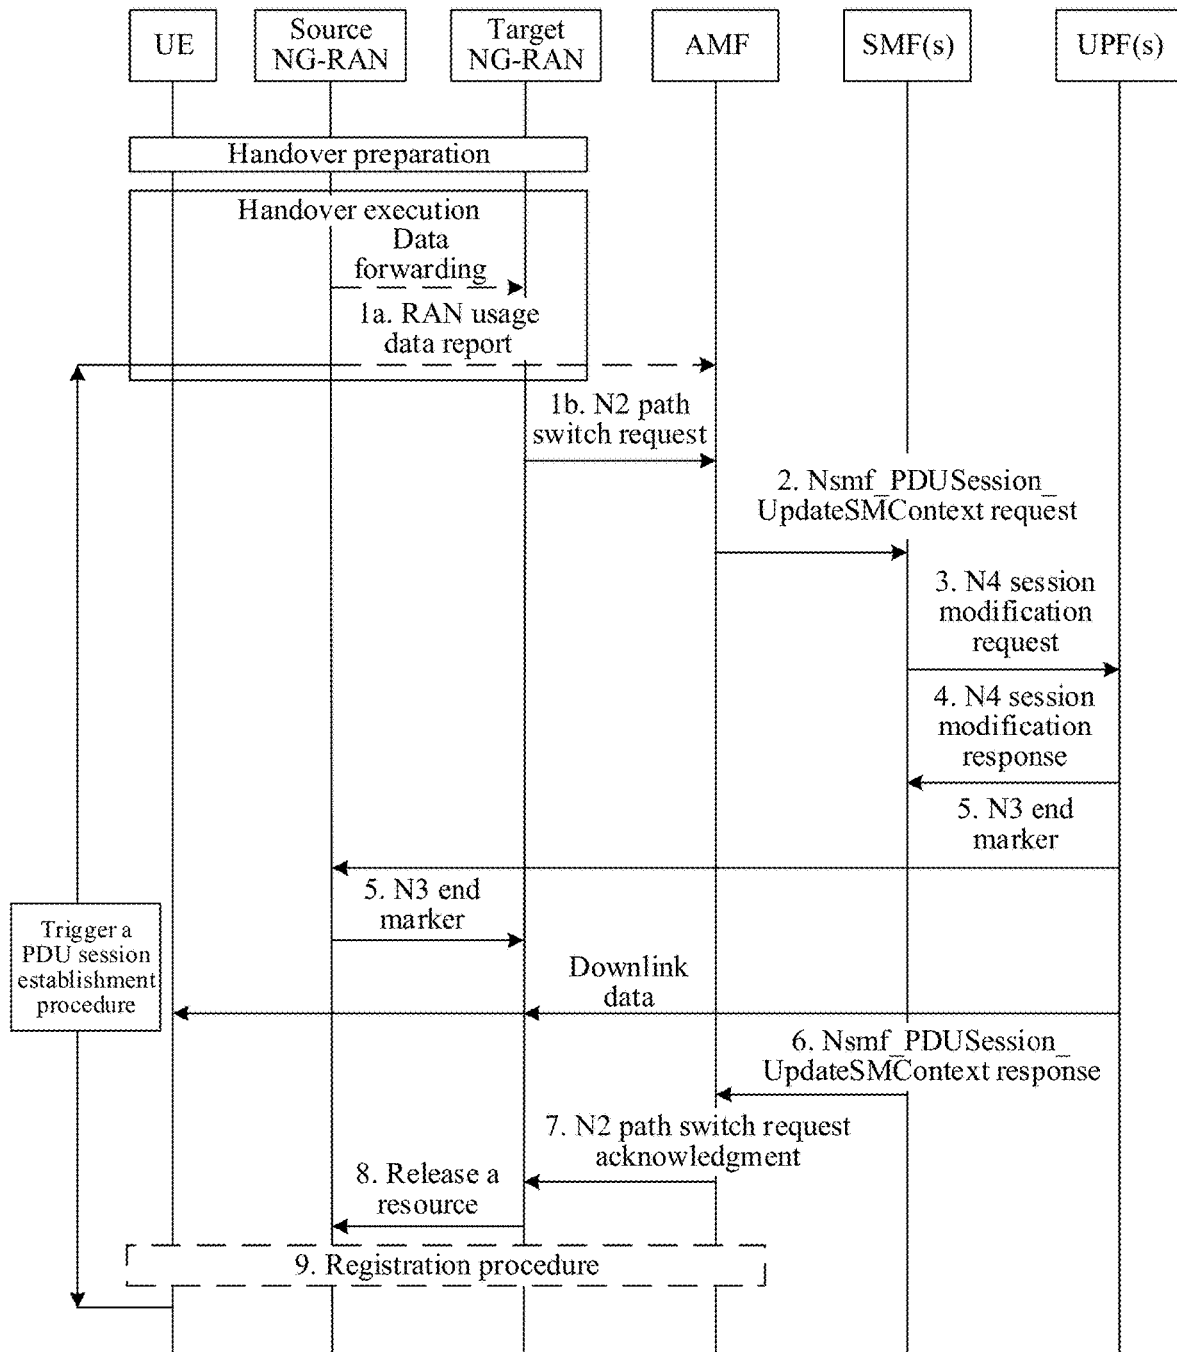 UE
Source
NG-RAN
Target
NG-RAN
AMF
SMF(s)
UPF(s)
Handover preparation
Handover execution
Data
forwarding
1a. RAN usage
data report
1b. N2 path
switch request
2. Nsmf_PDUSession_
UpdateSMContext request
3. N4 session
modification
request
4. N4 session
modification
response
5. N3 end
marker
5. N3 end
marker
Trigger a
PDU session
establishment
procedure
Downlink
data
6. Nsmf_PDUSession_
UpdateSMContext response
7. N2 path switch request
acknowledgment
8. Release a
resource
9. Registration procedure